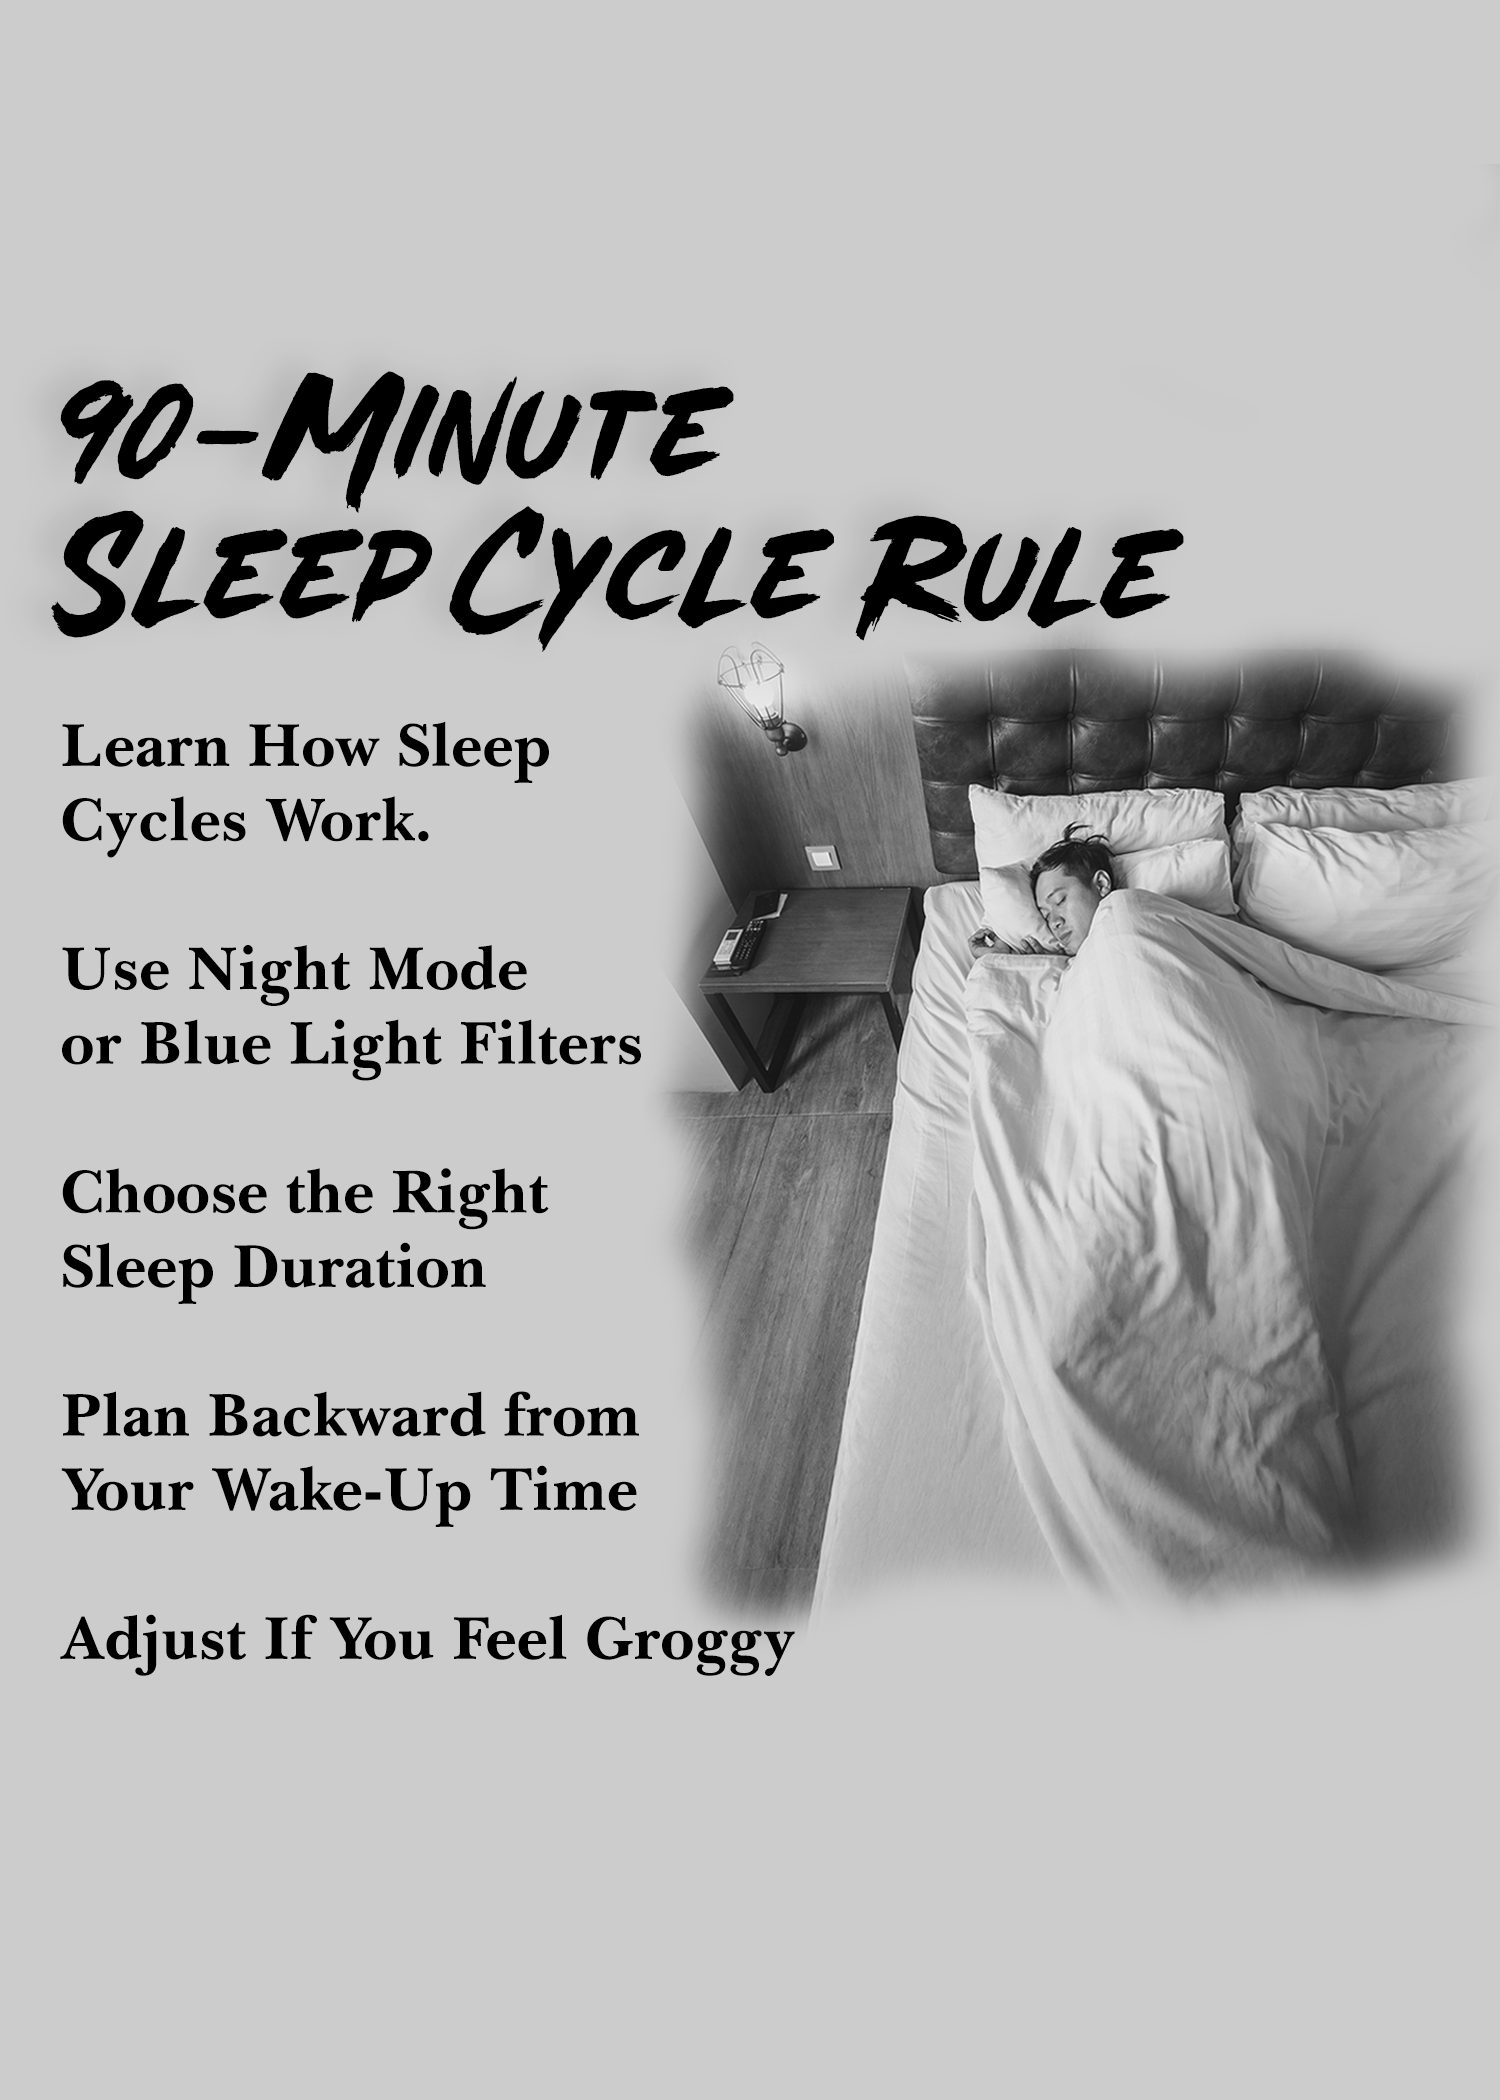 90-Minute
Sleep Cycle Rule
Learn How Sleep
Cycles Work.
Use Night Mode
or Blue Light Filters
Choose the Right
Sleep Duration
Plan Backward from
Your Wake-Up Time
Adjust If You Feel Groggy